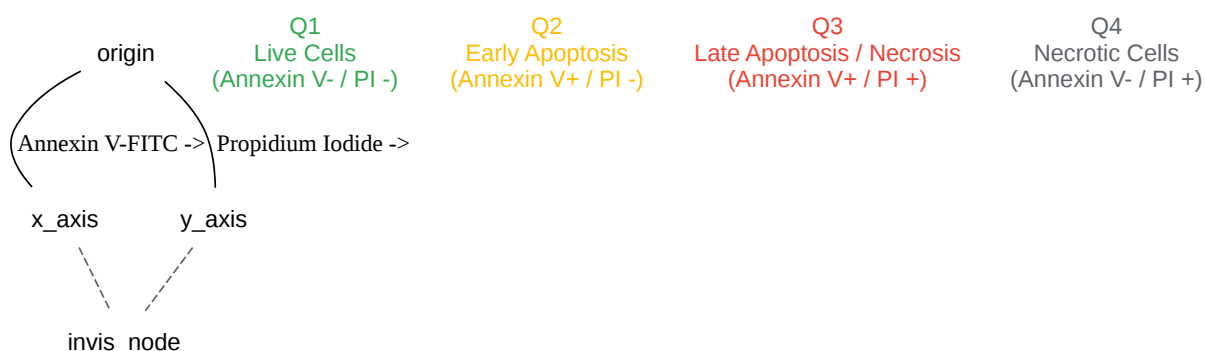 origin
Q1
Live Cells
(Annexin V- / PI -)
Q2
Early Apoptosis
(Annexin V+ / PI -)
Q3
Late Apoptosis / Necrosis
(Annexin V+ / PI +)
Q4
Necrotic Cells
(Annexin V- / PI +)
Annexin V-FITC ->
Propidium Iodide ->
x_axis
y_axis
invis_node